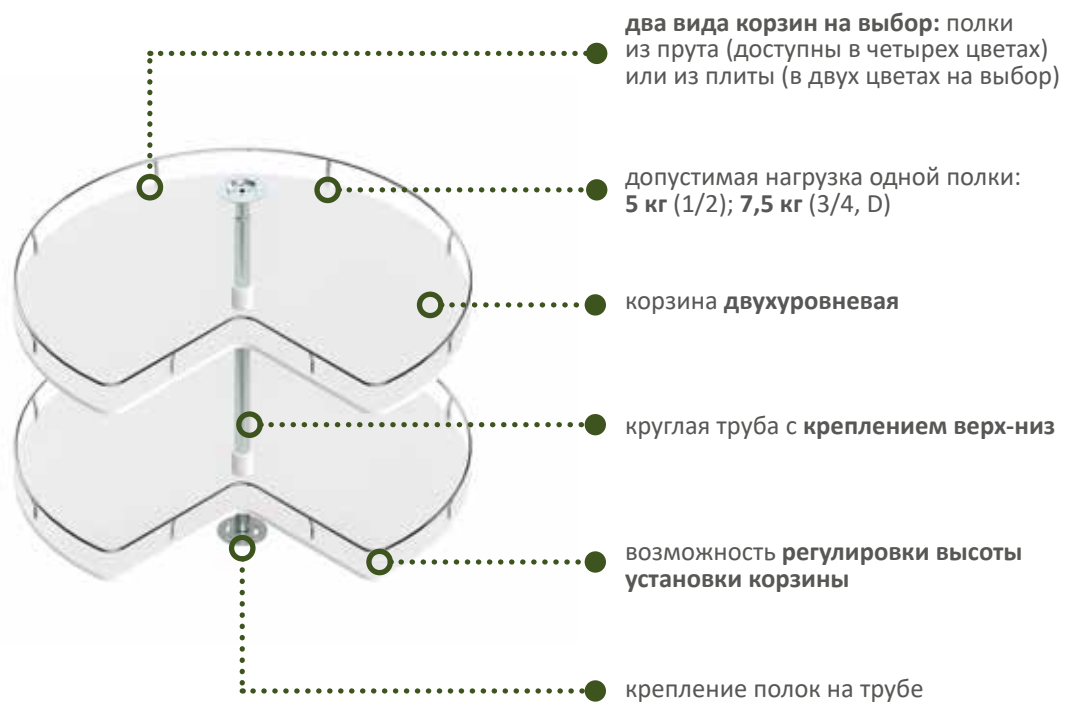 два вида корзин на выбор: полки
из прута (доступны в четырех цветах)
или из плиты (в двух цветах на выбор)
допустимая нагрузка одной полки:
5 кг (1/2); 7,5 кг (3/4, D)
корзина двухуровневая
круглая труба с креплением верх-низ
возможность регулировки высоты
установки корзины
крепление полок на трубе